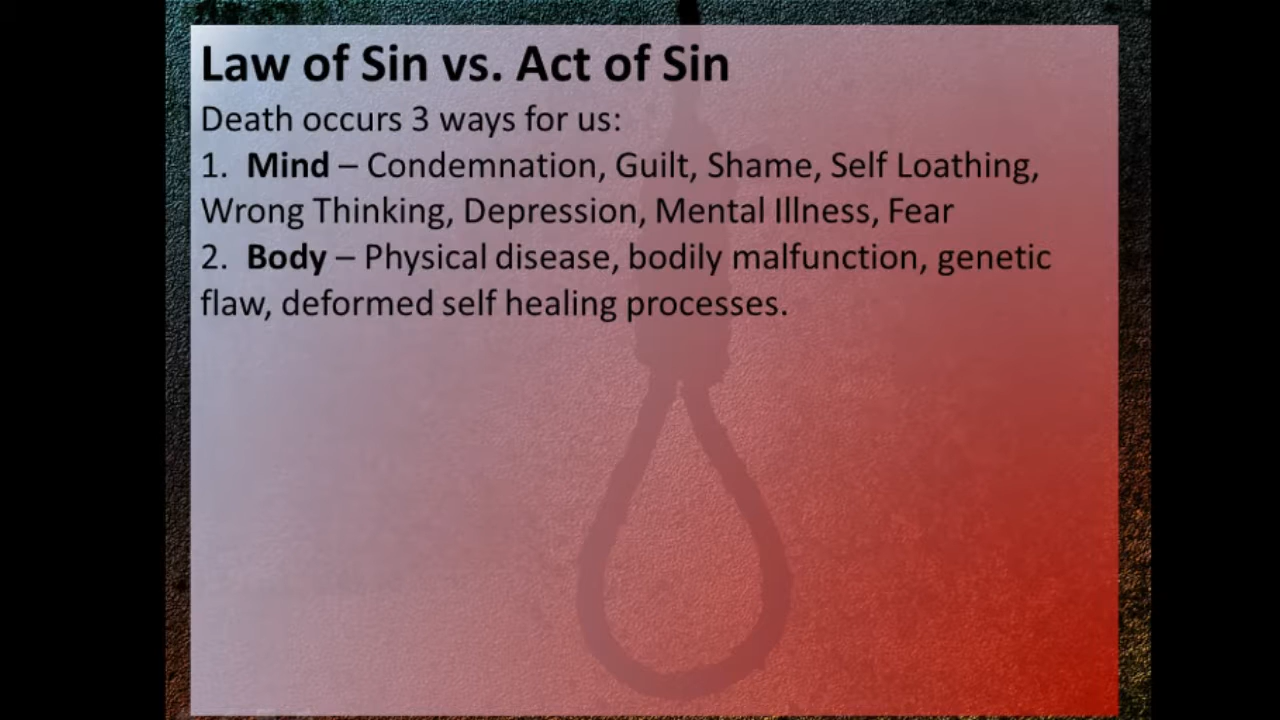 Law of Sin vs. Act of Sin
Death occurs 3 ways for us:
1. Mind – Condemnation, Guilt, Shame, Self Loathing,
Wrong Thinking, Depression, Mental Illness, Fear
2. Body – Physical disease, bodily malfunction, genetic
flaw, deformed self healing processes.